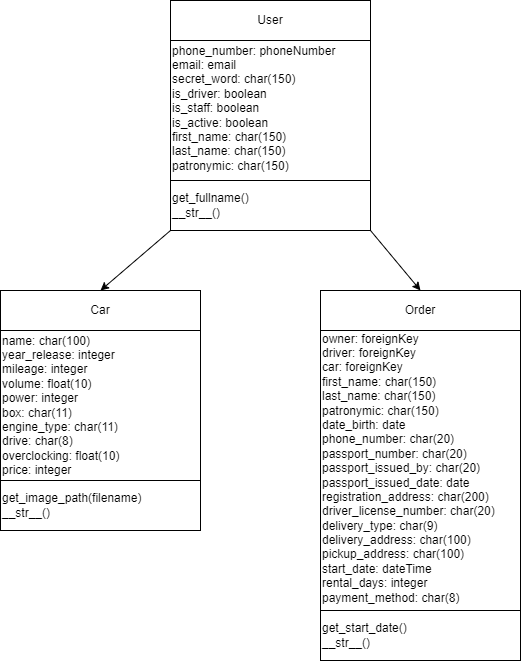 User
phone_number: phoneNumber
email: email
secret_word: char(150)
is_driver: boolean
is_staff: boolean
is_active: boolean
first_name: char(150)
last_name: char(150)
patronymic: char(150)
get_fullname()
__str__()
Car
name: char(100)
year_release: integer
mileage: integer
volume: float(10)
power: integer
box: char(11)
engine_type: char(11)
drive: char(8)
overclocking: float(10)
price: integer
get_image_path(filename)
__str__()
Order
owner: foreignKey
driver: foreignKey
car: foreignKey
first_name: char(150)
last_name: char(150)
patronymic: char(150)
date_birth: date
phone_number: char(20)
passport_number: char(20)
passport_issued_by: char(20)
passport_issued_date: date
registration_address: char(200)
driver_license_number: char(20)
delivery_type: char(9)
delivery_address: char(100)
pickup_address: char(100)
start_date: dateTime
rental_days: integer
payment_method: char(8)
get_start_date()
__str__()